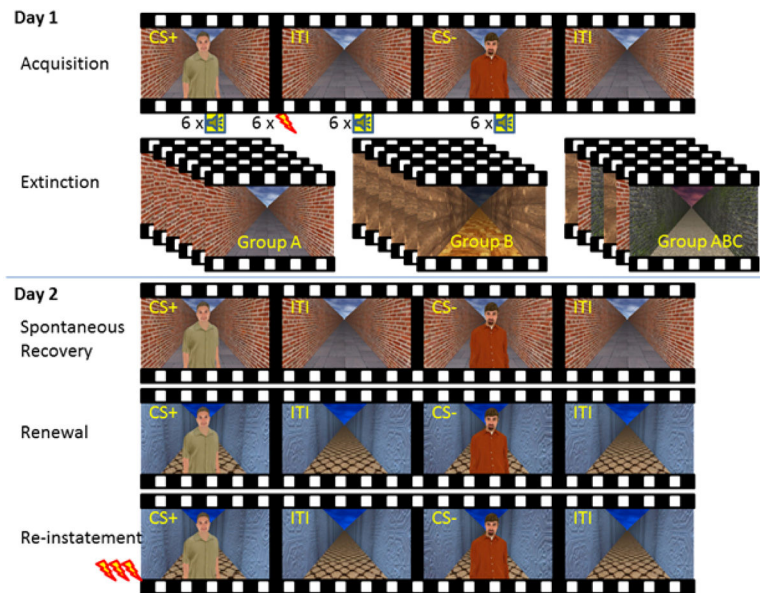 Day 1
Acquisition
CS+ ITI CS- ITI
6 x 6 x 6 x 6 x
Extinction
Group A Group B Group ABC
Day 2
Spontaneous
Recovery
CS+ ITI CS- ITI
Renewal
CS+ ITI CS- ITI
Re-instatement
CS+ ITI CS- ITI